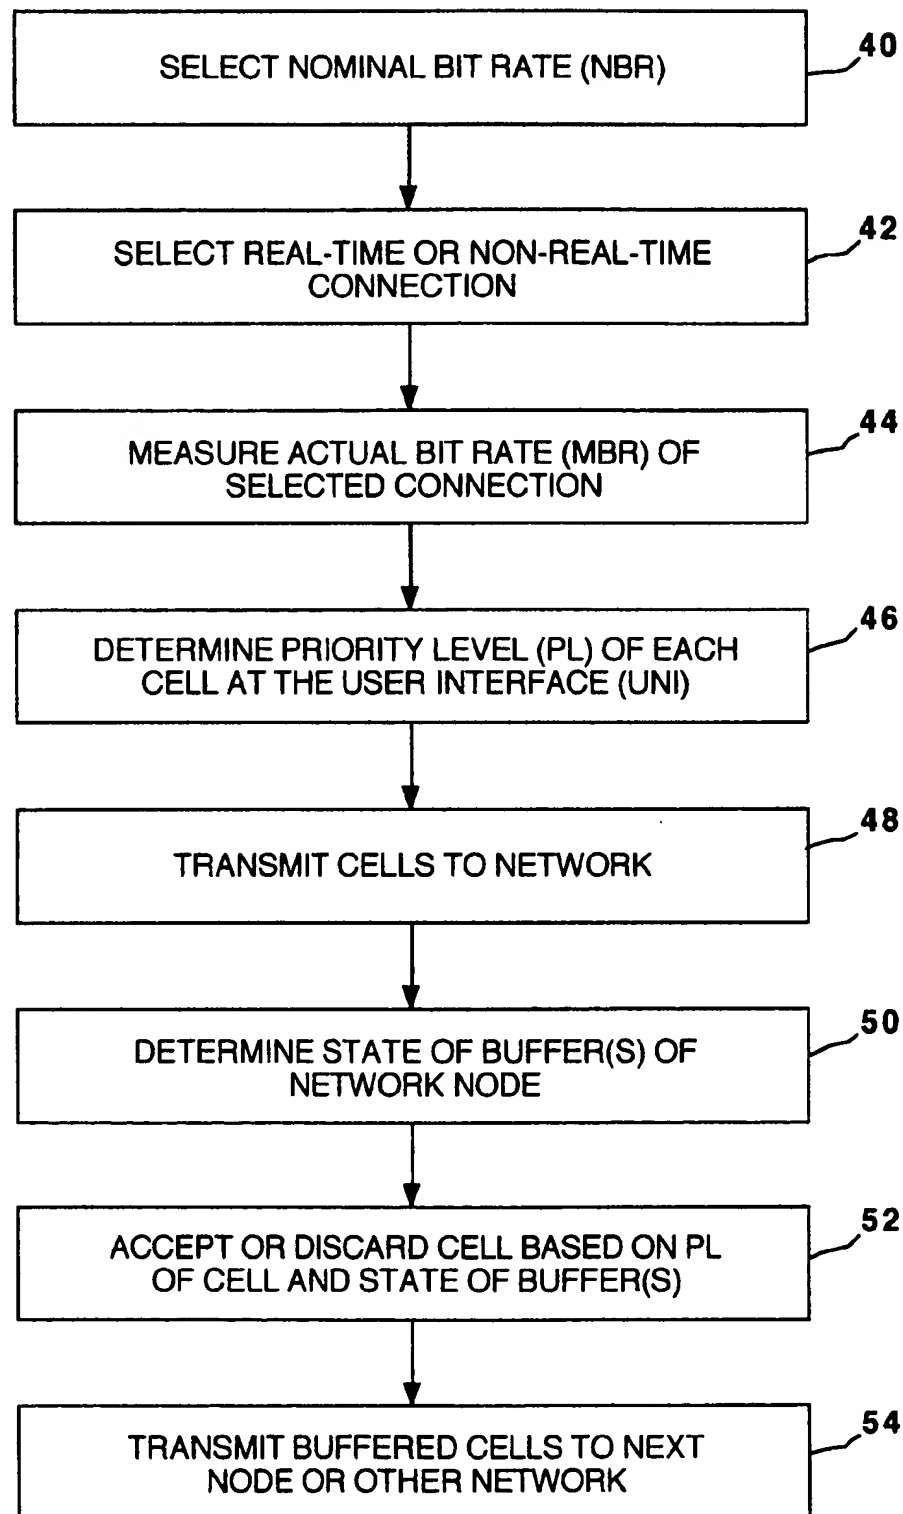 SELECT NOMINAL BIT RATE (NBR)
40
SELECT REAL-TIME OR NON-REAL-TIME
CONNECTION
42
MEASURE ACTUAL BIT RATE (MBR) OF
SELECTED CONNECTION
44
DETERMINE PRIORITY LEVEL (PL) OF EACH
CELL AT THE USER INTERFACE (UNI)
46
TRANSMIT CELLS TO NETWORK
48
DETERMINE STATE OF BUFFER(S) OF
NETWORK NODE
50
ACCEPT OR DISCARD CELL BASED ON PL
OF CELL AND STATE OF BUFFER(S)
52
TRANSMIT BUFFERED CELLS TO NEXT
NODE OR OTHER NETWORK
54